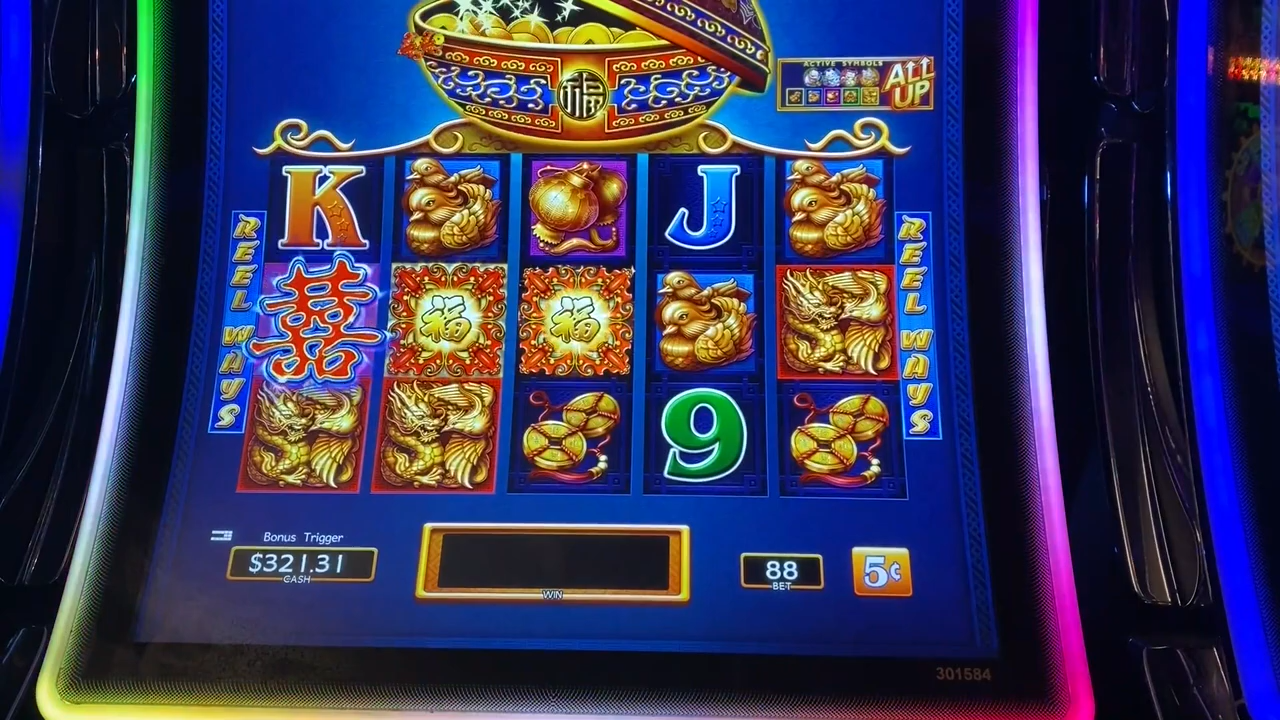 福
ACTIVE SYMBOLS
ALL
UP
K
J
REEL WAYS
囍
福
福
REEL WAYS
9
Bonus Trigger
$321.31
CASH
WIN
88
BET
5¢
301584